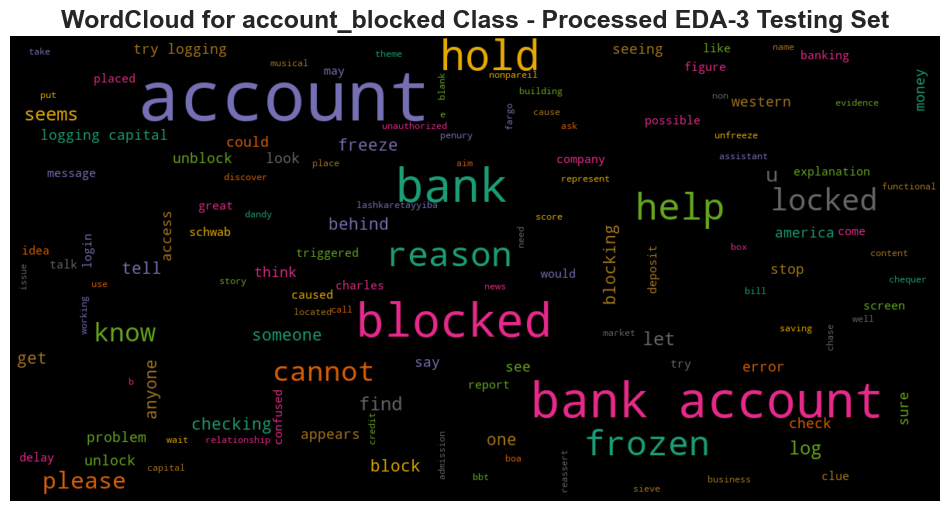 WordCloud for account_blocked Class - Processed EDA-3 Testing Set
take try logging theme hold seeing like name
musical may nonpareil figure banking
placed account blank building money
put e fargo cause non western evidence
seems unauthorized ask possible
logging capital could freeze penury unfreeze
unblock look place aim company assistant
message discover bank represent u explanation functional
great lashkaretayyiba help locked
dandy behind score
access schwab america come
login reason need blocking box content
idea talk tell triggered think news would deposit stop
issue use story charles bill chequer
working caused located call blocked saving screen
know someone market let chase well
get say see try error
anyone cannot
b report
confused find bank account sure
checking credit check
problem wait relationship appears one frozen log
delay unlock capital block admission boa reassert
please bbt sieve business clue